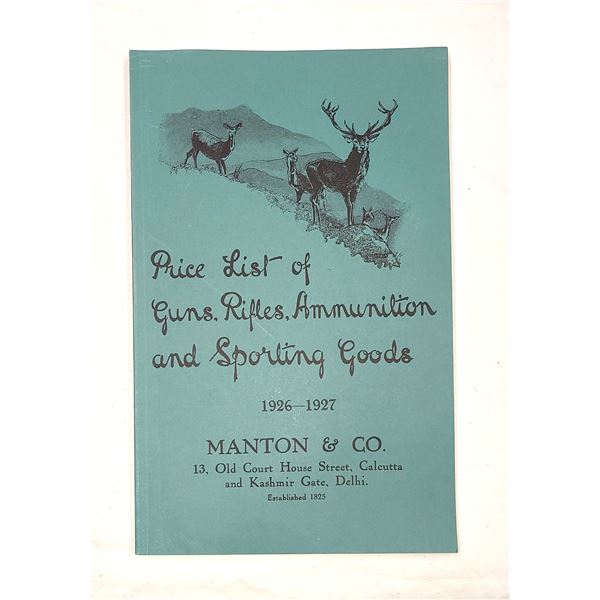 Price List of
Guns, Rifles, Ammunition
and Sporting Goods
1926—1927
MANTON & CO.
13, Old Court House Street, Calcutta
and Kashmir Gate, Delhi.
Established 1825